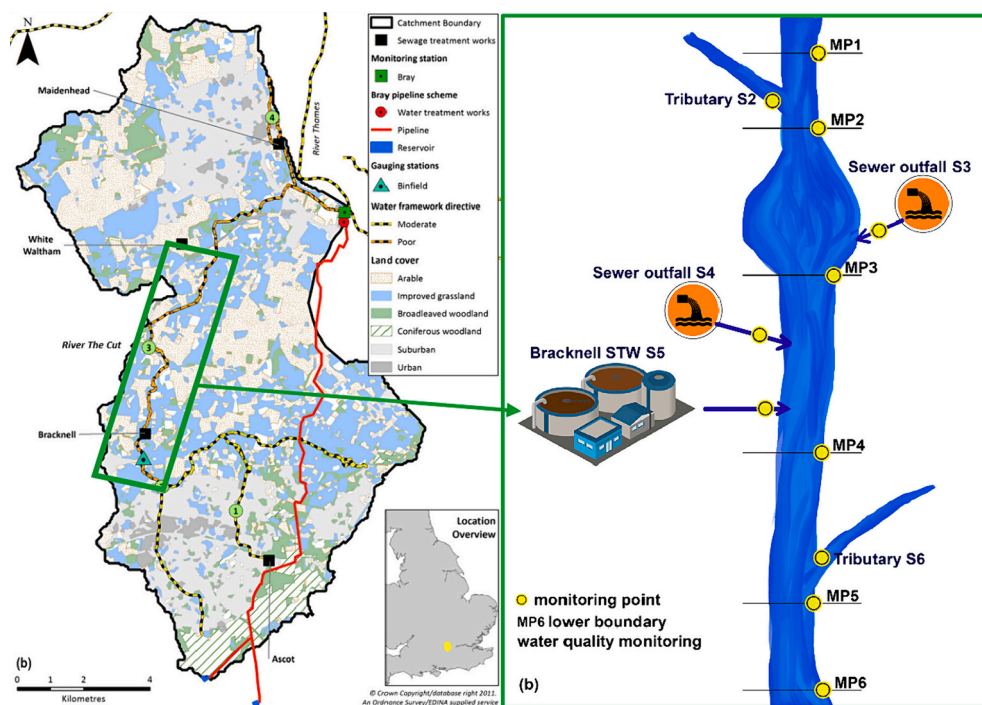 N
Maidenhead
4
River Thames
White
Waltham
River The Cut
3
Bracknell
1
Ascot
(b)
0 1 2 4
Kilometres
Catchment Boundary
Sewage treatment works
Monitoring station
Bray
Bray pipeline scheme
Water treatment works
Pipeline
Reservoir
Gauging stations
Binfield
Water framework directive
Moderate
Poor
Land cover
Arable
Improved grassland
Broadleaved woodland
Coniferous woodland
Suburban
Urban
Location
Overview
© Crown Copyright/database right 2011.
An Ordnance Survey/EDINA supplied service
MP1
Tributary S2
MP2
Sewer outfall S3
MP3
Sewer outfall S4
Bracknell STW S5
MP4
Tributary S6
monitoring point
MP5
MP6 lower boundary
water quality monitoring
(b)
MP6